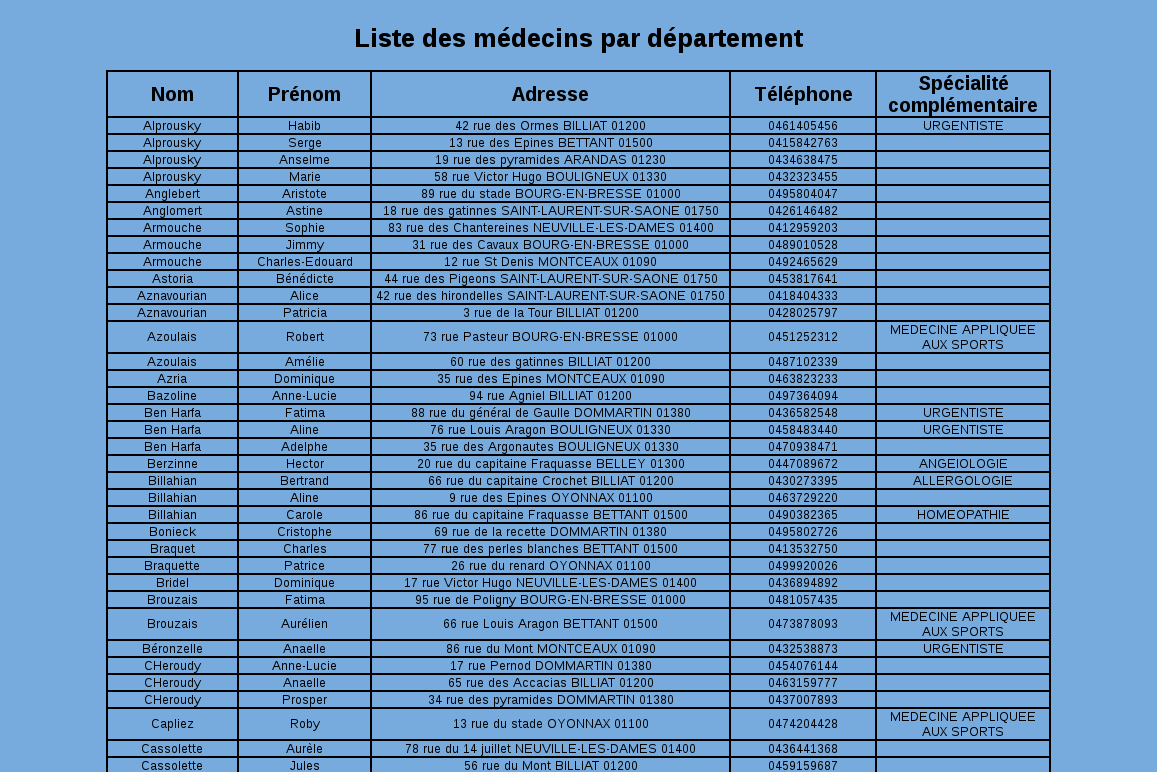 Liste des médecins par département
Nom Prénom Adresse Téléphone Spécialité complémentaire
Alprousky Habib 42 rue des Ormes BILLIAT 01200 0461405456 URGENTISTE
Alprousky Serge 13 rue des Epines BETTANT 01500 0415842763
Alprousky Anselme 19 rue des pyramides ARANDAS 01230 0434638475
Alprousky Marie 58 rue Victor Hugo BOULIGNEUX 01330 0432323455
Anglebert Aristote 89 rue du stade BOURG-EN-BRESSE 01000 0495804047
Anglomert Astine 18 rue des gatinnes SAINT-LAURENT-SUR-SAONE 01750 0426146482
Armouche Sophie 83 rue des Chantereines NEUVILLE-LES-DAMES 01400 0412959203
Armouche Jimmy 31 rue des Cavaux BOURG-EN-BRESSE 01000 0489010528
Armouche Charles-Edouard 12 rue St Denis MONTCEAUX 01090 0492465629
Astoria Bénédicte 44 rue des Pigeons SAINT-LAURENT-SUR-SAONE 01750 0453817641
Aznavourian Alice 42 rue des hirondelles SAINT-LAURENT-SUR-SAONE 01750 0418404333
Aznavourian Patricia 3 rue de la Tour BILLIAT 01200 0428025797
Azoulais Robert 73 rue Pasteur BOURG-EN-BRESSE 01000 0451252312 MEDECINE APPLIQUEE AUX SPORTS
Azoulais Amélie 60 rue des gatinnes BILLIAT 01200 0487102339
Azria Dominique 35 rue des Epines MONTCEAUX 01090 0463823233
Bazoline Anne-Lucie 94 rue Agniel BILLIAT 01200 0497364094
Ben Harfa Fatima 88 rue du général de Gaulle DOMMARTIN 01380 0436582548 URGENTISTE
Ben Harfa Aline 76 rue Louis Aragon BOULIGNEUX 01330 0458483440 URGENTISTE
Ben Harfa Adelphe 35 rue des Argonautes BOULIGNEUX 01330 0470938471
Berzinne Hector 20 rue du capitaine Fraquasse BELLEY 01300 0447089672 ANGEIOLOGIE
Billahian Bertrand 66 rue du capitaine Crochet BILLIAT 01200 0430273395 ALLERGOLOGIE
Billahian Aline 9 rue des Epines OYONNAX 01100 0463729220
Billahian Carole 86 rue du capitaine Fraquasse BETTANT 01500 0490382365 HOMEOPATHIE
Bonieck Cristophe 69 rue de la recette DOMMARTIN 01380 0495802726
Braquet Charles 77 rue des perles blanches BETTANT 01500 0413532750
Braquette Patrice 26 rue du renard OYONNAX 01100 0499920026
Bridel Dominique 17 rue Victor Hugo NEUVILLE-LES-DAMES 01400 0436894892
Brouzais Fatima 95 rue de Poligny BOURG-EN-BRESSE 01000 0481057435
Brouzais Aurélien 66 rue Louis Aragon BETTANT 01500 0473878093 MEDECINE APPLIQUEE AUX SPORTS
Béronzelle Anaelle 86 rue du Mont MONTCEAUX 01090 0432538873 URGENTISTE
CHeroudy Anne-Lucie 17 rue Pernod DOMMARTIN 01380 0454076144
CHeroudy Anaelle 65 rue des Accacias BILLIAT 01200 0463159777
CHeroudy Prosper 34 rue des pyramides DOMMARTIN 01380 0437007893
Capliez Roby 13 rue du stade OYONNAX 01100 0474204428 MEDECINE APPLIQUEE AUX SPORTS
Cassolette Aurèle 78 rue du 14 juillet NEUVILLE-LES-DAMES 01400 0436441368
Cassolette Jules 56 rue du Mont BILLIAT 01200 0459159687